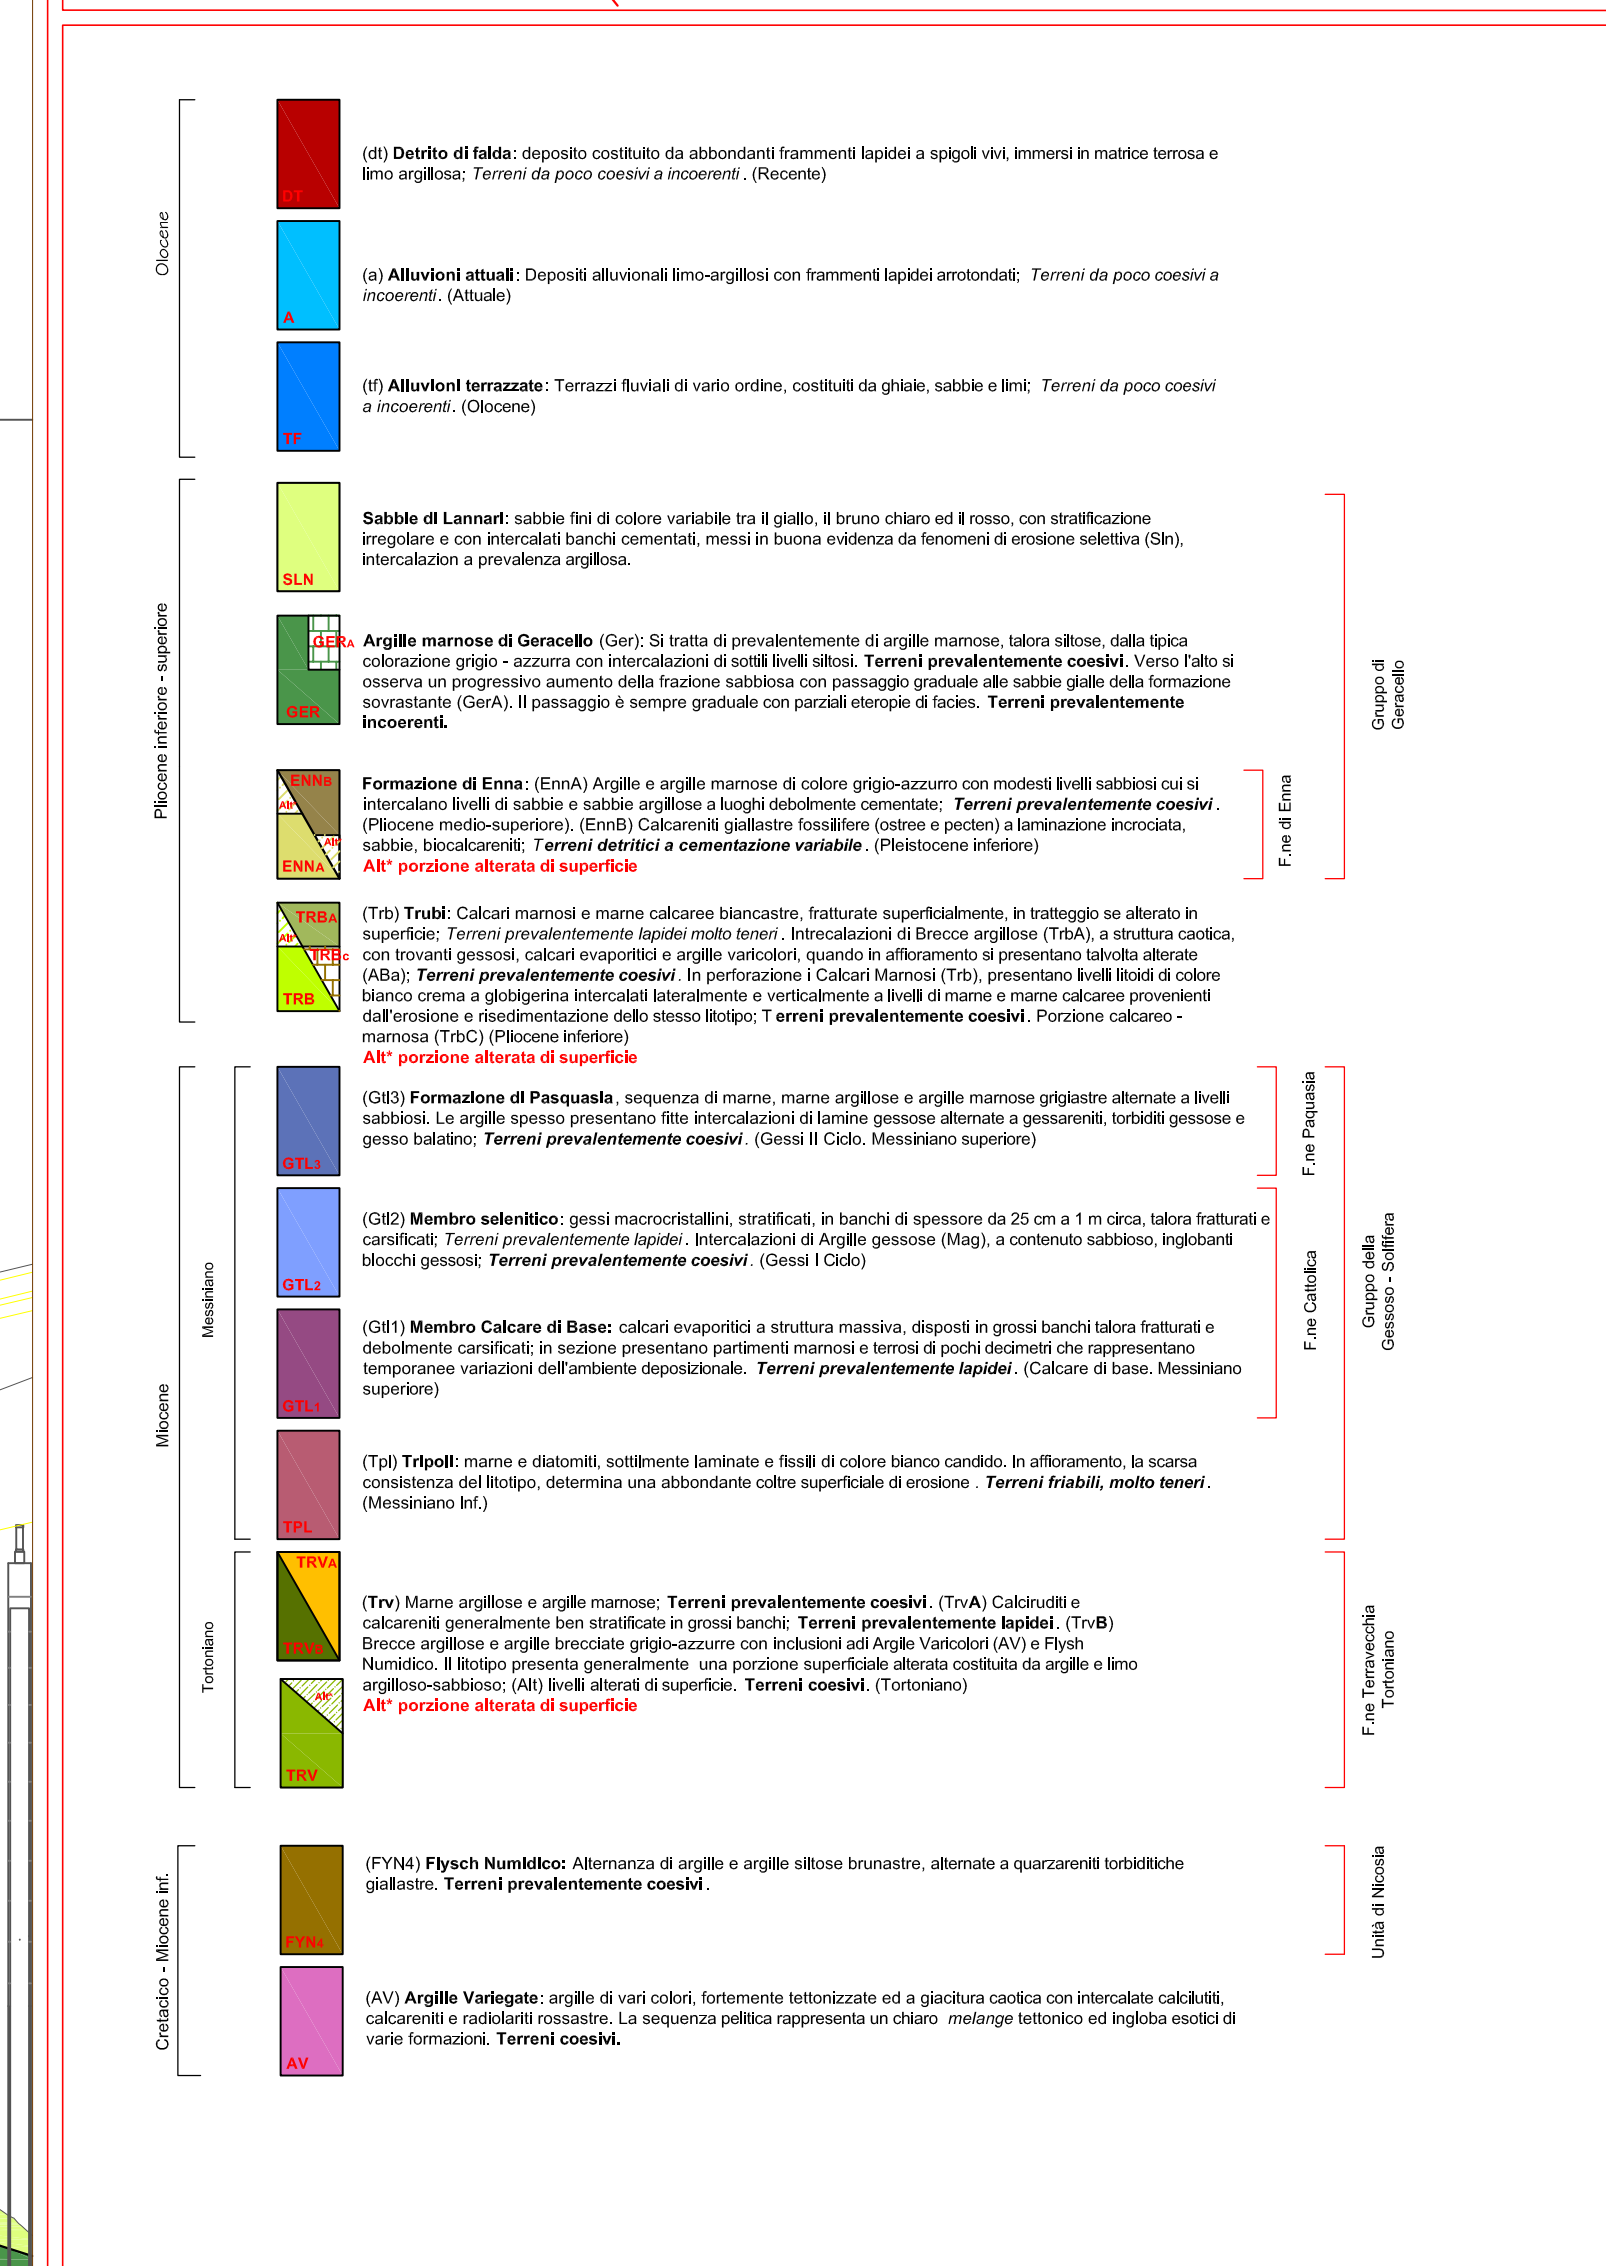 Olocene
DT
(dt) Detrito di falda: deposito costituito da abbondanti frammenti lapidei a spigoli vivi, immersi in matrice terrosa e
limo argillosa; Terreni da poco coesivi a incoerenti. (Recente)
A
(a) Alluvioni attuali: Depositi alluvionali limo-argillosi con frammenti lapidei arrotondati; Terreni da poco coesivi a
incoerenti. (Attuale)
TF
(tf) Alluvioni terrazzate: Terrazzi fluviali di vario ordine, costituiti da ghiaie, sabbie e limi; Terreni da poco coesivi
a incoerenti. (Olocene)
Pliocene inferiore - superiore
SLN
Sabbie di Lannari: sabbie fini di colore variabile tra il giallo, il bruno chiaro ed il rosso, con stratificazione
irregolare e con intercalati banchi cementati, messi in buona evidenza da fenomeni di erosione selettiva (Sln),
intercalazion a prevalenza argillosa.
GERA
GER
Argille marnose di Geracello (Ger): Si tratta di prevalentemente di argille marnose, talora siltose, dalla tipica
colorazione grigio - azzurra con intercalazioni di sottili livelli siltosi. Terreni prevalentemente coesivi. Verso l'alto si
osserva un progressivo aumento della frazione sabbiosa con passaggio graduale alle sabbie gialle della formazione
sovrastante (GerA). Il passaggio è sempre graduale con parziali eteropie di facies. Terreni prevalentemente
incoerenti.
Gruppo di
Geracello
ENNB
Alt*
Alt*
ENNA
Formazione di Enna: (EnnA) Argille e argille marnose di colore grigio-azzurro con modesti livelli sabbiosi cui si
intercalano livelli di sabbie e sabbie argillose a luoghi debolmente cementate; Terreni prevalentemente coesivi.
(Pliocene medio-superiore). (EnnB) Calcareniti giallastre fossilifere (ostree e pecten) a laminazione incrociata,
sabbie, biocalcareniti; Terreni detritici a cementazione variabile. (Pleistocene inferiore)
Alt* porzione alterata di superficie
F.ne di Enna
TRBA
Alt*
TRBC
TRB
(Trb) Trubi: Calcari marnosi e marne calcaree biancastre, fratturate superficialmente, in tratteggio se alterato in
superficie; Terreni prevalentemente lapidei molto teneri. Intrecalazioni di Brecce argillose (TrbA), a struttura caotica,
con trovanti gessosi, calcari evaporitici e argille varicolori, quando in affioramento si presentano talvolta alterate
(ABa); Terreni prevalentemente coesivi. In perforazione i Calcari Marnosi (Trb), presentano livelli litoidi di colore
bianco crema a globigerina intercalati lateralmente e verticalmente a livelli di marne e marne calcaree provenienti
dall'erosione e risedimentazione dello stesso litotipo; T erreni prevalentemente coesivi. Porzione calcareo -
marnosa (TrbC) (Pliocene inferiore)
Alt* porzione alterata di superficie
Miocene
Messiniano
GTL3
(Gtl3) Formazione di Pasquasia, sequenza di marne, marne argillose e argille marnose grigiastre alternate a livelli
sabbiosi. Le argille spesso presentano fitte intercalazioni di lamine gessose alternate a gessareniti, torbiditi gessose e
gesso balatino; Terreni prevalentemente coesivi. (Gessi II Ciclo. Messiniano superiore)
F.ne Paquasia
GTL2
(Gtl2) Membro selenitico: gessi macrocristallini, stratificati, in banchi di spessore da 25 cm a 1 m circa, talora fratturati e
carsificati; Terreni prevalentemente lapidei. Intercalazioni di Argille gessose (Mag), a contenuto sabbioso, inglobanti
blocchi gessosi; Terreni prevalentemente coesivi. (Gessi I Ciclo)
F.ne Cattolica
Gruppo della
Gessoso - Solfifera
GTL1
(Gtl1) Membro Calcare di Base: calcari evaporitici a struttura massiva, disposti in grossi banchi talora fratturati e
debolmente carsificati; in sezione presentano partimenti marnosi e terrosi di pochi decimetri che rappresentano
temporanee variazioni dell'ambiente deposizionale. Terreni prevalentemente lapidei. (Calcare di base. Messiniano
superiore)
TPL
(Tpl) Tripoli: marne e diatomiti, sottilmente laminate e fissili di colore bianco candido. In affioramento, la scarsa
consistenza del litotipo, determina una abbondante coltre superficiale di erosione . Terreni friabili, molto teneri.
(Messiniano Inf.)
Tortoniano
TRVA
TRVB
(Trv) Marne argillose e argille marnose; Terreni prevalentemente coesivi. (TrvA) Calciruditi e
calcareniti generalmente ben stratificate in grossi banchi; Terreni prevalentemente lapidei. (TrvB)
Brecce argillose e argille brecciate grigio-azzurre con inclusioni adi Argile Varicolori (AV) e Flysh
Numidico. Il litotipo presenta generalmente una porzione superficiale alterata costituita da argille e limo
argilloso-sabbioso; (Alt) livelli alterati di superficie. Terreni coesivi. (Tortoniano)
Alt* porzione alterata di superficie
Alt*
TRV
F.ne Terravecchia
Tortoniano
Cretacico - Miocene inf.
FYN4
(FYN4) Flysch Numidico: Alternanza di argille e argille siltose brunastre, alternate a quarzareniti torbiditiche
giallastre. Terreni prevalentemente coesivi.
Unità di Nicosia
AV
(AV) Argille Variegate: argille di vari colori, fortemente tettonizzate ed a giacitura caotica con intercalate calcilutiti,
calcareniti e radiolariti rossastre. La sequenza pelitica rappresenta un chiaro melange tettonico ed ingloba esotici di
varie formazioni. Terreni coesivi.